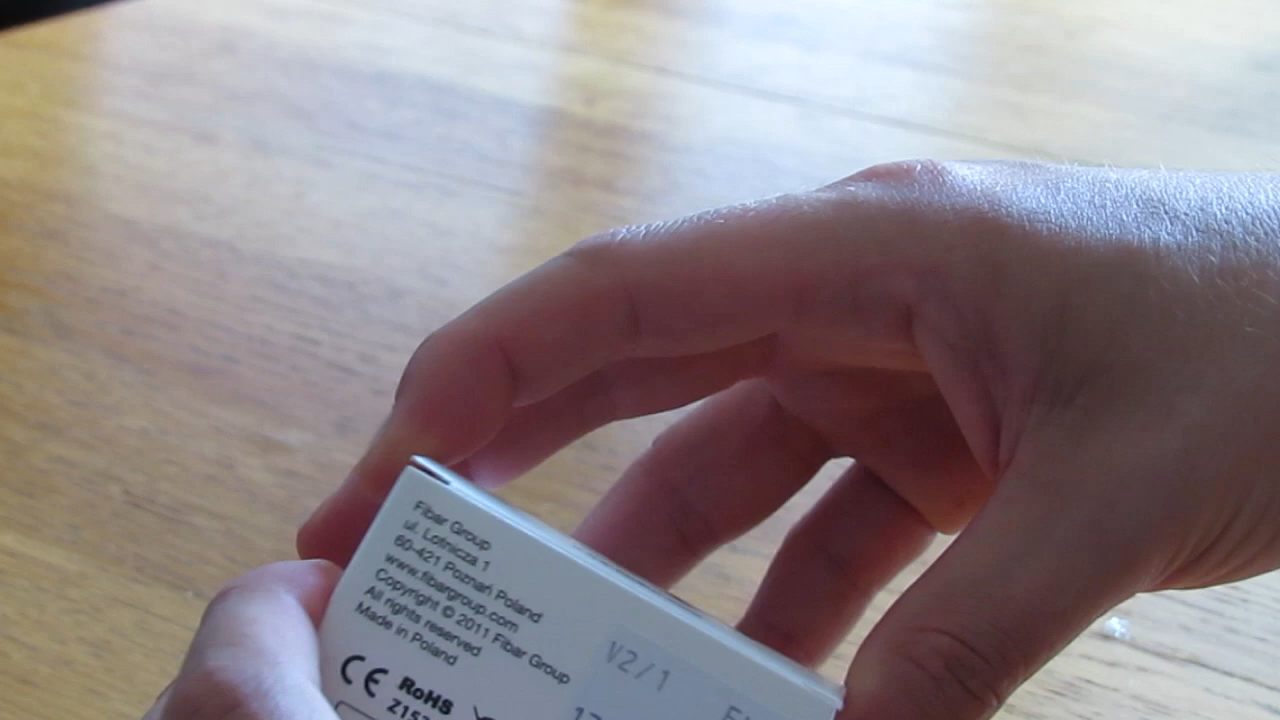 Fibar Group
ul. Lotnicza 1
60-421 Poznań Poland
www.fibargroup.com
Copyright © 2011 Fibar Group
All rights reserved
Made in Poland
CE RoHS
V2/1